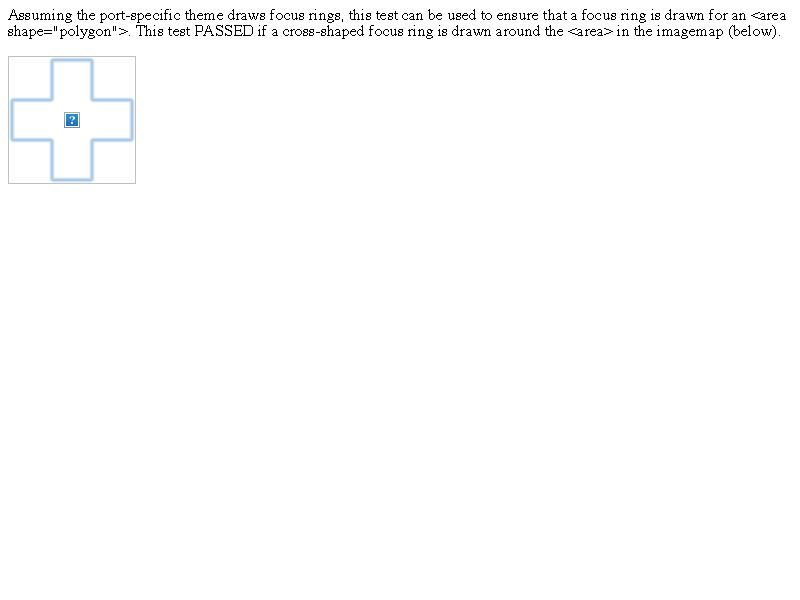 Assuming the port-specific theme draws focus rings, this test can be used to ensure that a focus ring is drawn for an <area
shape="polygon">. This test PASSED if a cross-shaped focus ring is drawn around the <area> in the imagemap (below).
?